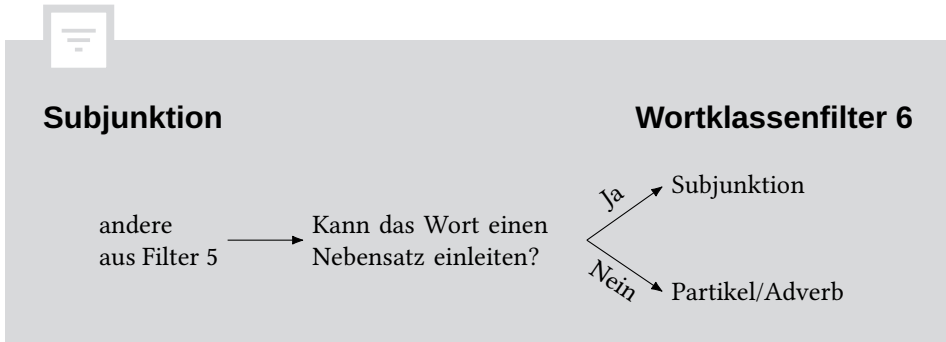 Subjunktion
Wortklassenfilter 6
andere
aus Filter 5
Kann das Wort einen
Nebensatz einleiten?
Ja
Subjunktion
Nein
Partikel/Adverb